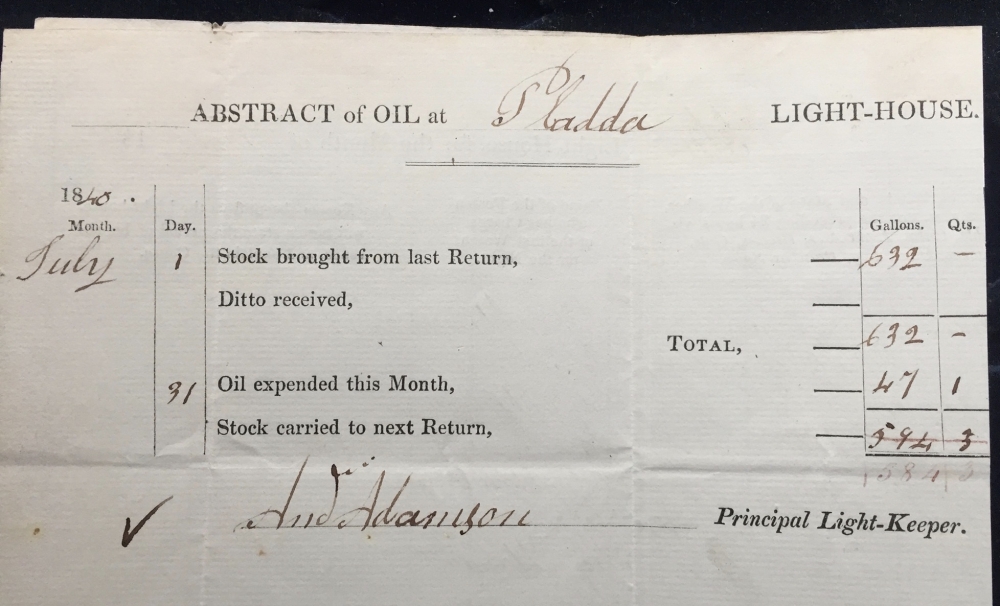 ABSTRACT of OIL at Pladda LIGHT-HOUSE.
1840.
Month. Day. Gallons. Qts.
July 1 Stock brought from last Return, 632 -
Ditto received,
TOTAL, 632 -
31 Oil expended this Month, 47 1
Stock carried to next Return, 594 3
584 3
And Adamson Principal Light-Keeper.